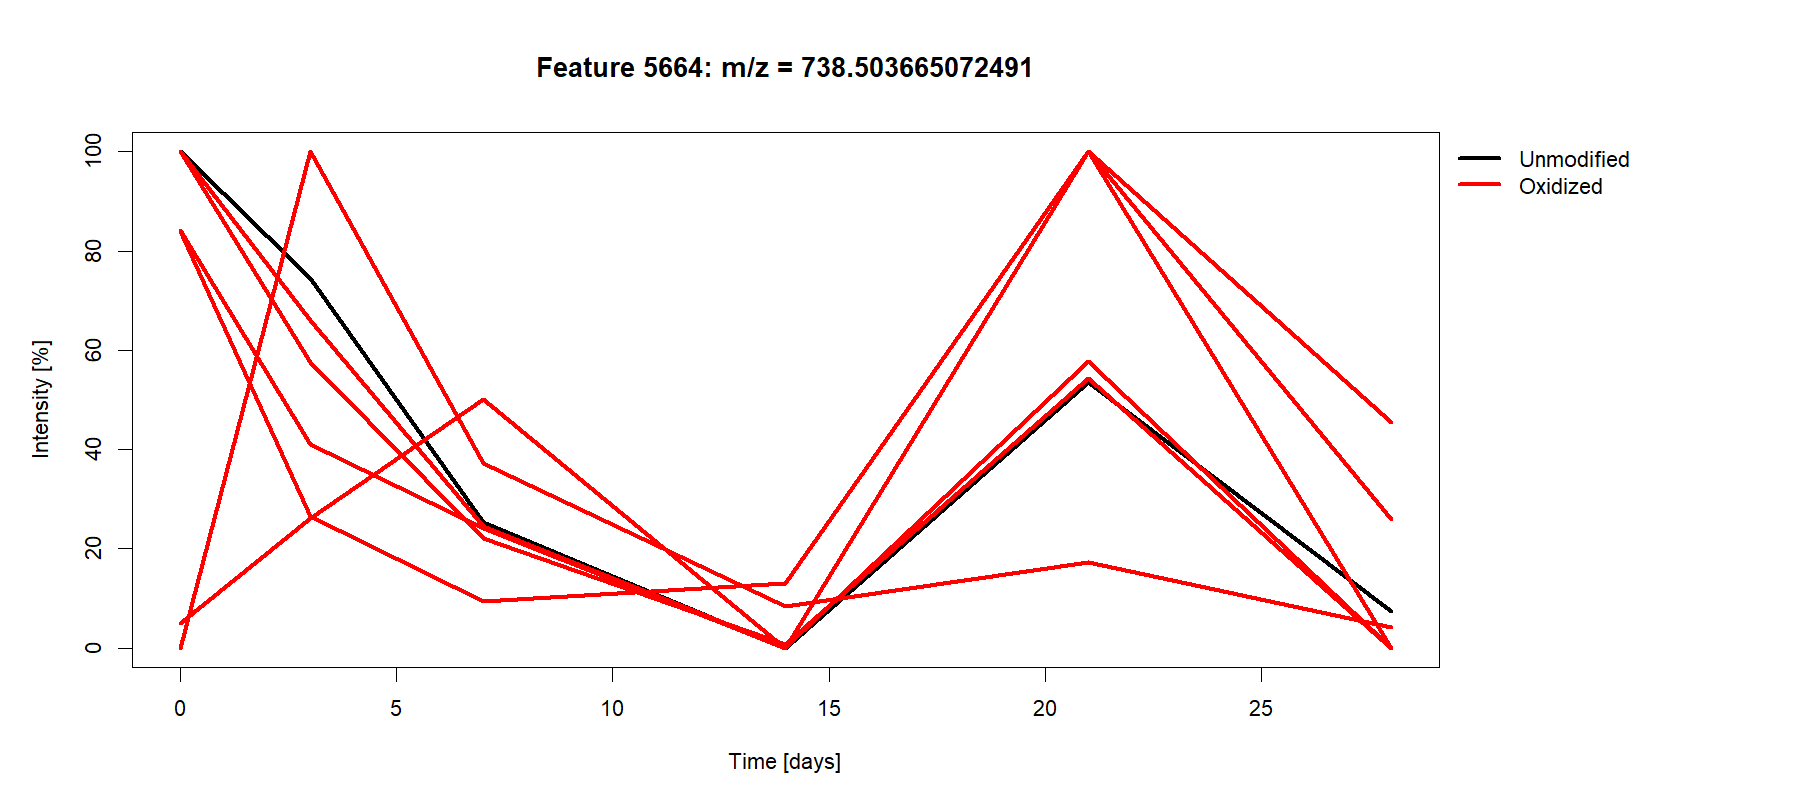 Feature 5664: m/z = 738.503665072491
Unmodified
Oxidized
Intensity [%]
100
80
60
40
20
0
0 5 10 15 20 25
Time [days]